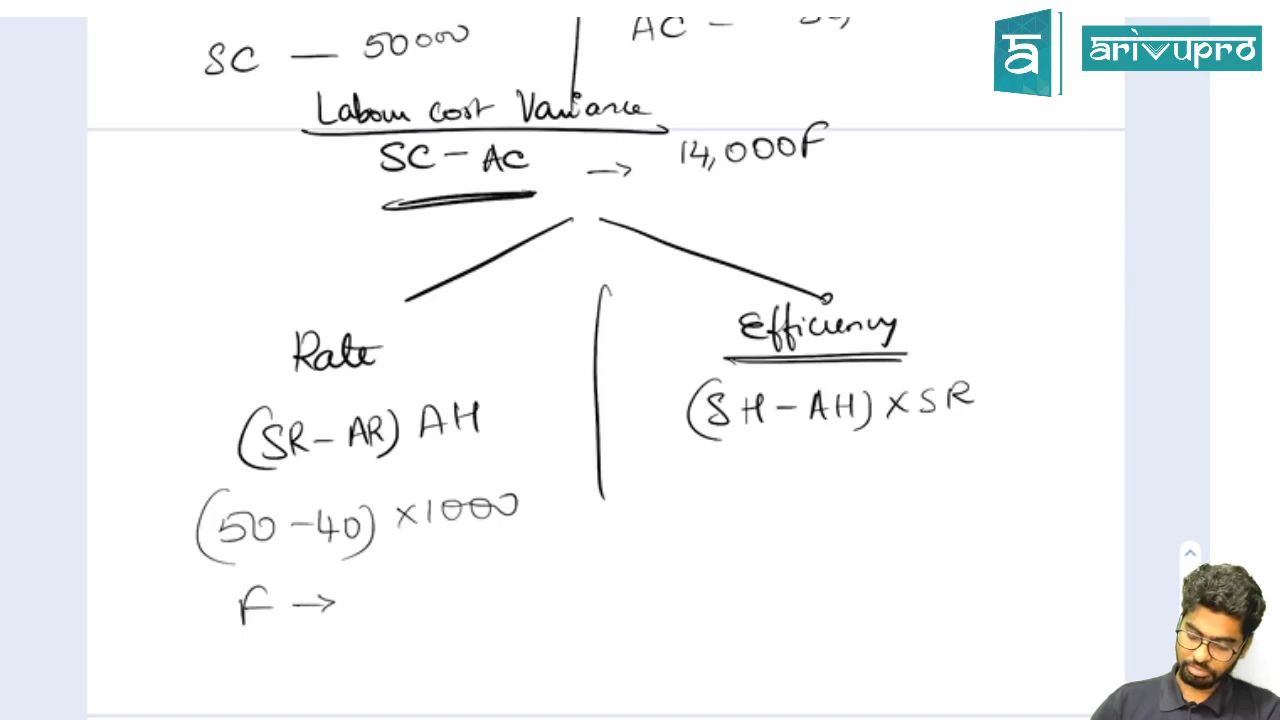 SC — 50000
AC –
ā arivupro
Labour cost Variance
SC – AC → 14,000F
Rate
Efficiency
(SR – AR) AH
(SH – AH) × SR
(50 – 40) × 1000
F →